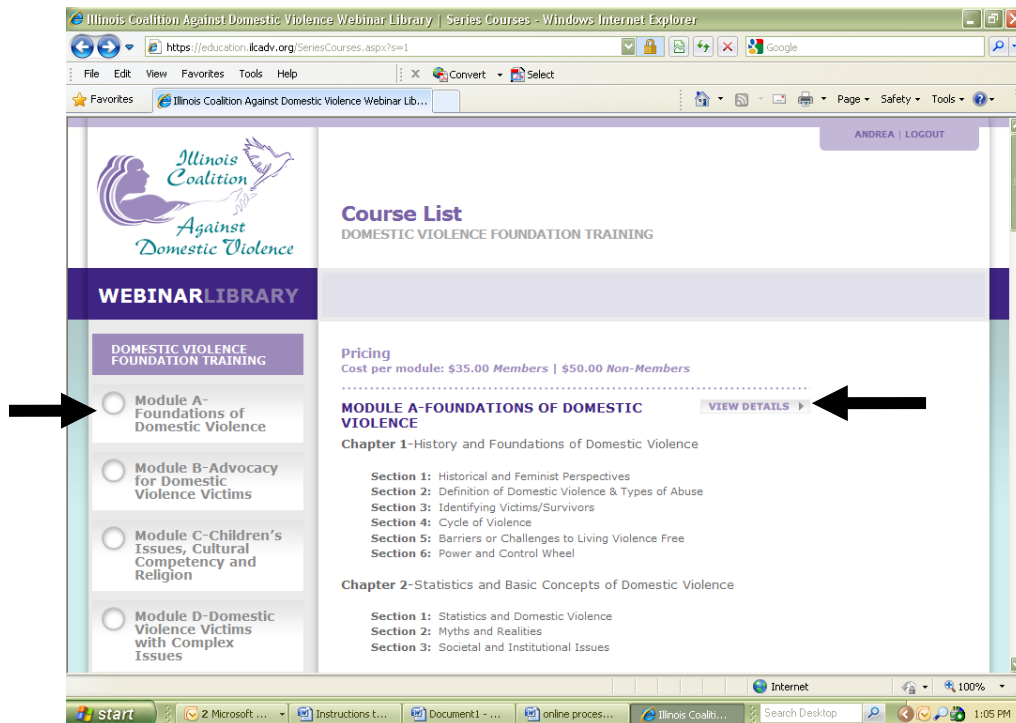 Illinois Coalition Against Domestic Violence Webinar Library | Series Courses - Windows Internet Explorer
https://education.ilcadv.org/SeriesCourses.aspx?s=1
Google
File Edit View Favorites Tools Help
X Convert Select
Favorites Illinois Coalition Against Domestic Violence Webinar Lib...
Page Safety Tools
ANDREA | LOGOUT
Illinois
Coalition
Against
Domestic Violence
Course List
DOMESTIC VIOLENCE FOUNDATION TRAINING
WEBINARLIBRARY
DOMESTIC VIOLENCE
FOUNDATION TRAINING
Module A-
Foundations of
Domestic Violence
Module B-Advocacy
for Domestic
Violence Victims
Module C-Children's
Issues, Cultural
Competency and
Religion
Module D-Domestic
Violence Victims
with Complex
Issues
Pricing
Cost per module: $35.00 Members | $50.00 Non-Members
MODULE A-FOUNDATIONS OF DOMESTIC
VIOLENCE
VIEW DETAILS
Chapter 1-History and Foundations of Domestic Violence
Section 1: Historical and Feminist Perspectives
Section 2: Definition of Domestic Violence & Types of Abuse
Section 3: Identifying Victims/Survivors
Section 4: Cycle of Violence
Section 5: Barriers or Challenges to Living Violence Free
Section 6: Power and Control Wheel
Chapter 2-Statistics and Basic Concepts of Domestic Violence
Section 1: Statistics and Domestic Violence
Section 2: Myths and Realities
Section 3: Societal and Institutional Issues
Internet 100%
start 2 Microsoft ... Instructions t... Document1 - ... online proces... Illinois Coaliti... Search Desktop 1:05 PM